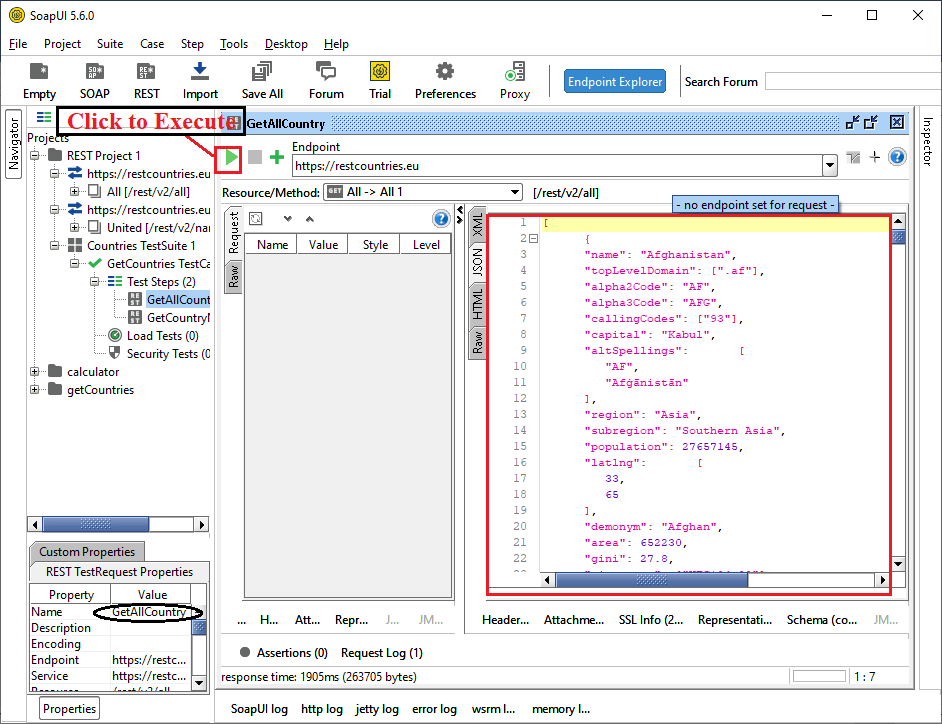 SoapUI 5.6.0
File Project Suite Case Step Tools Desktop Help
Empty SOAP REST Import Save All Forum Trial Preferences Proxy Endpoint Explorer Search Forum
Navigator
Click to Execute
GetAllCountry
Inspector
Projects
REST Project 1
https://restcountries.eu
All [/rest/v2/all]
https://restcountries.eu
United [/rest/v2/nar
Countries TestSuite 1
GetCountries TestCa
Test Steps (2)
GetAllCount
GetCountryN
Load Tests (0)
Security Tests (0
calculator
getCountries
Endpoint
https://restcountries.eu
Resource/Method: GET All -> All 1 [/rest/v2/all]
- no endpoint set for request -
Request
Raw
Name Value Style Level
XML
JSON
HTML
Raw
1 [
2 {
3 "name": "Afghanistan",
4 "topLevelDomain": [".af"],
5 "alpha2Code": "AF",
6 "alpha3Code": "AFG",
7 "callingCodes": ["93"],
8 "capital": "Kabul",
9 "altSpellings": [
10 "AF",
11 "Afġānistān"
12 ],
13 "region": "Asia",
14 "subregion": "Southern Asia",
15 "population": 27657145,
16 "latlng": [
17 33,
18 65
19 ],
20 "demonym": "Afghan",
21 "area": 652230,
22 "gini": 27.8,
Custom Properties
REST TestRequest Properties
Property Value
Name GetAllCountry
Description
Encoding
Endpoint https://restc...
Service https://restc...
Resource /rest/v2/all
Properties
... H... Att... Repr... J... JM...
Header... Attachme... SSL Info (2... Representati... Schema (co... JM...
Assertions (0) Request Log (1)
response time: 1905ms (263705 bytes) 1 : 7
SoapUI log http log jetty log error log wsrm l... memory l...